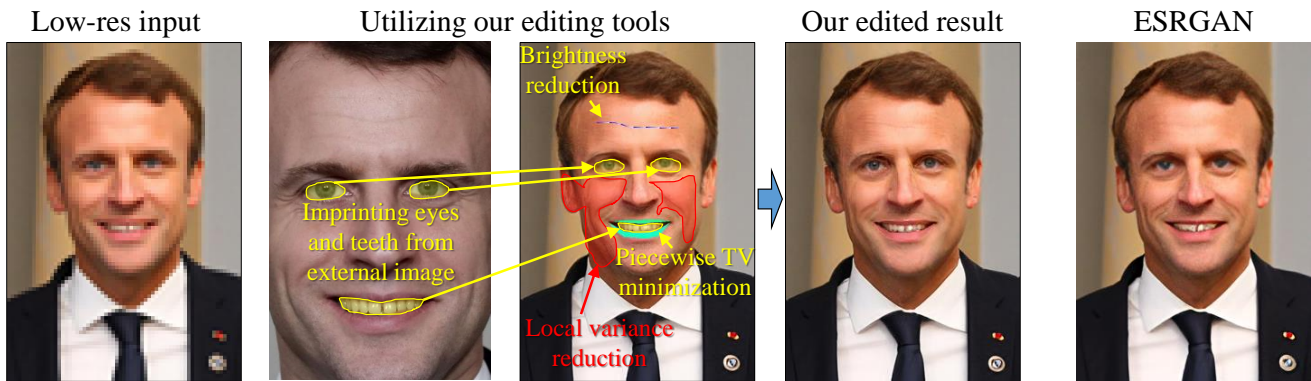 Low-res input
Utilizing our editing tools
Our edited result
ESRGAN
Brightness
reduction
Imprinting eyes
and teeth from
external image
Piecewise TV
minimization
Local variance
reduction